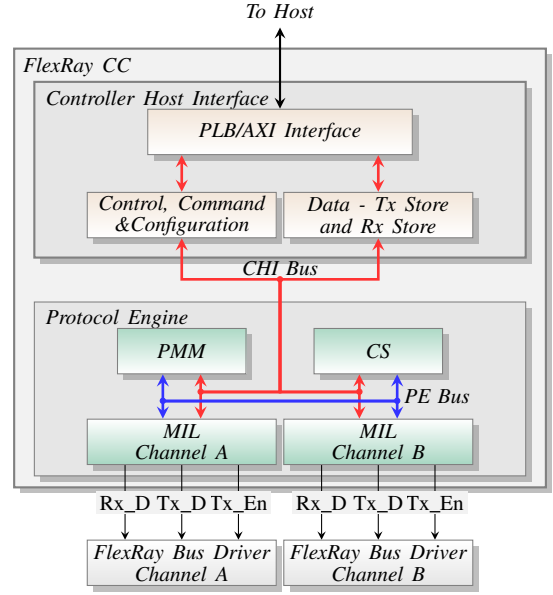 To Host
FlexRay CC
Controller Host Interface
PLB/AXI Interface
Control, Command
&Configuration
Data - Tx Store
and Rx Store
CHI Bus
Protocol Engine
PMM
CS
PE Bus
MIL
Channel A
MIL
Channel B
Rx_D Tx_D Tx_En Rx_D Tx_D Tx_En
FlexRay Bus Driver
Channel A
FlexRay Bus Driver
Channel B